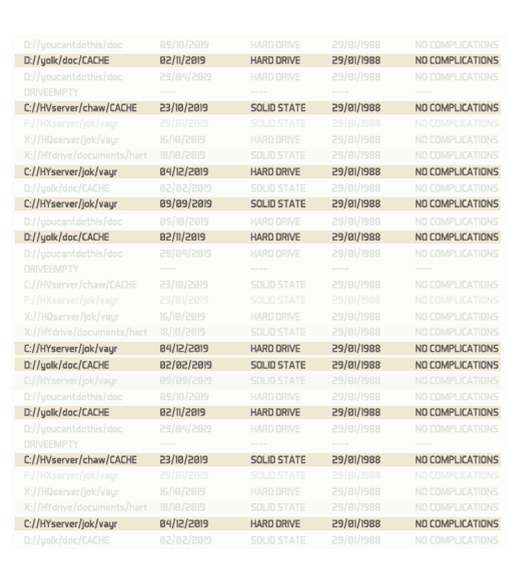 D://youcantdothis/doc 09/10/2019 HARD DRIVE 29/01/1988 NO COMPLICATIONS
D://yolk/doc/CACHE 02/11/2019 HARD DRIVE 29/01/1988 NO COMPLICATIONS
D://youcantdothis/doc 29/04/2019 HARD DRIVE 29/01/1988 NO COMPLICATIONS
DRIVEEMPTY ---- ---- ---- NO COMPLICATIONS
C://HVserver/chaw/CACHE 23/10/2019 SOLID STATE 29/01/1988 NO COMPLICATIONS
F://HXserver/jok/vayr 25/01/2019 SOLID STATE 29/01/1988 NO COMPLICATIONS
X://HQserver/jok/vayr 16/10/2019 HARD DRIVE 29/01/1988 NO COMPLICATIONS
X://HYdrive/documents/hart 18/10/2019 SOLID STATE 29/01/1988 NO COMPLICATIONS
C://HYserver/jok/vayr 04/12/2019 HARD DRIVE 29/01/1988 NO COMPLICATIONS
D://yolk/doc/CACHE 02/02/2019 SOLID STATE 29/01/1988 NO COMPLICATIONS
C://HYserver/jok/vayr 09/09/2019 SOLID STATE 29/01/1988 NO COMPLICATIONS
D://youcantdothis/doc 09/10/2019 HARD DRIVE 29/01/1988 NO COMPLICATIONS
D://yolk/doc/CACHE 02/11/2019 HARD DRIVE 29/01/1988 NO COMPLICATIONS
D://youcantdothis/doc 29/04/2019 HARD DRIVE 29/01/1988 NO COMPLICATIONS
DRIVEEMPTY ---- ---- ---- NO COMPLICATIONS
C://HVserver/chaw/CACHE 23/10/2019 SOLID STATE 29/01/1988 NO COMPLICATIONS
F://HXserver/jok/vayr 25/01/2019 SOLID STATE 29/01/1988 NO COMPLICATIONS
X://HQserver/jok/vayr 16/10/2019 HARD DRIVE 29/01/1988 NO COMPLICATIONS
X://HYdrive/documents/hart 18/10/2019 SOLID STATE 29/01/1988 NO COMPLICATIONS
C://HYserver/jok/vayr 04/12/2019 HARD DRIVE 29/01/1988 NO COMPLICATIONS
D://yolk/doc/CACHE 02/02/2019 SOLID STATE 29/01/1988 NO COMPLICATIONS
C://HYserver/jok/vayr 09/09/2019 SOLID STATE 29/01/1988 NO COMPLICATIONS
D://youcantdothis/doc 09/10/2019 HARD DRIVE 29/01/1988 NO COMPLICATIONS
D://yolk/doc/CACHE 02/11/2019 HARD DRIVE 29/01/1988 NO COMPLICATIONS
D://youcantdothis/doc 29/04/2019 HARD DRIVE 29/01/1988 NO COMPLICATIONS
DRIVEEMPTY ---- ---- ---- NO COMPLICATIONS
C://HVserver/chaw/CACHE 23/10/2019 SOLID STATE 29/01/1988 NO COMPLICATIONS
F://HXserver/jok/vayr 25/01/2019 SOLID STATE 29/01/1988 NO COMPLICATIONS
X://HQserver/jok/vayr 16/10/2019 HARD DRIVE 29/01/1988 NO COMPLICATIONS
X://HYdrive/documents/hart 18/10/2019 SOLID STATE 29/01/1988 NO COMPLICATIONS
C://HYserver/jok/vayr 04/12/2019 HARD DRIVE 29/01/1988 NO COMPLICATIONS
D://yolk/doc/CACHE 02/02/2019 SOLID STATE 29/01/1988 NO COMPLICATIONS